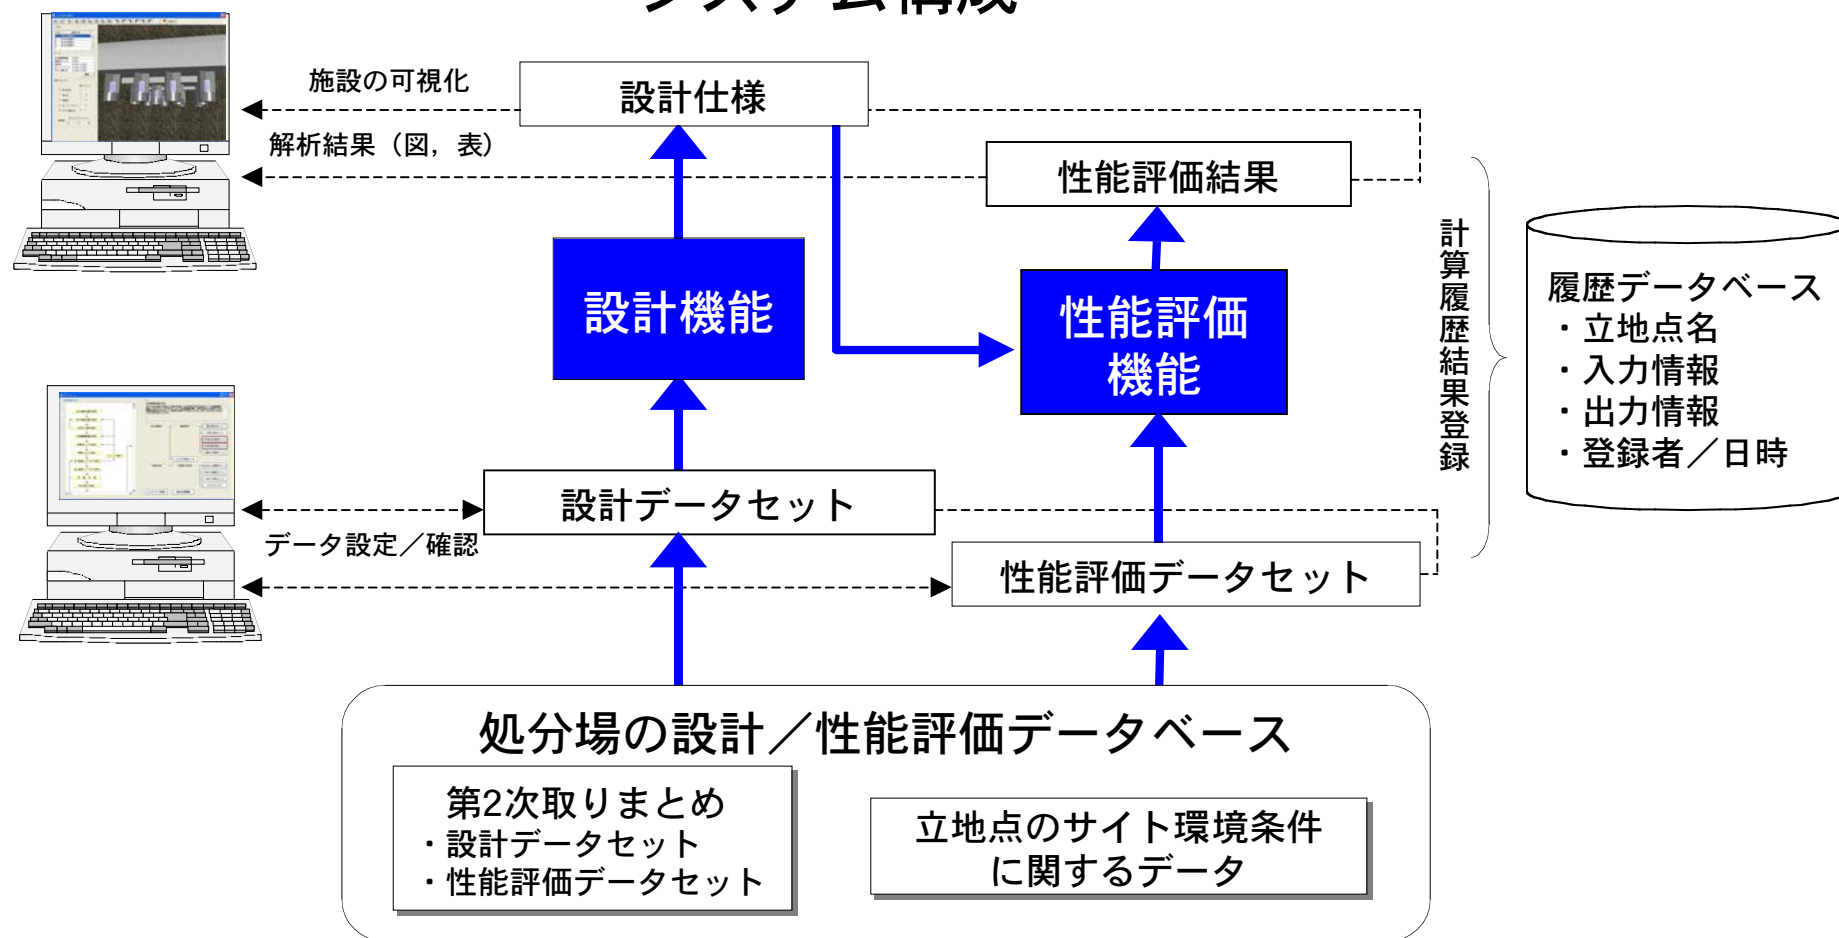 システム構成
施設の可視化
設計仕様
解析結果（図，表）
性能評価結果
設計機能
性能評価
機能
計算履歴結果登録
履歴データベース
・立地点名
・入力情報
・出力情報
・登録者／日時
設計データセット
データ設定／確認
性能評価データセット
処分場の設計／性能評価データベース
第2次取りまとめ
・設計データセット
・性能評価データセット
立地点のサイト環境条件
に関するデータ